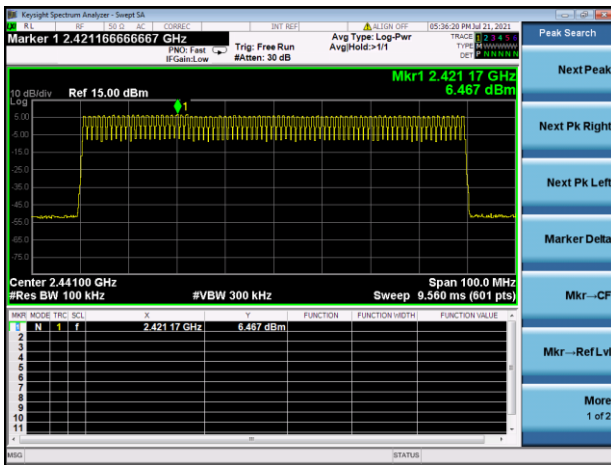 Keysight Spectrum Analyzer - Swept SA
RL RF 50 Ω AC CORREC INT REF ALIGN OFF 05:36:20 PM Jul 21, 2021
Marker 1 2.421166666667 GHz
PNO: Fast
IFGain:Low
Trig: Free Run
#Atten: 30 dB
Avg Type: Log-Pwr
Avg|Hold:>1/1
TRACE 1 2 3 4 5 6
TYPE M WWWWW
DET P NNNNN
Mkr1 2.421 17 GHz
6.467 dBm
10 dB/div Ref 15.00 dBm
Log
1
5.00
-5.00
-15.0
-25.0
-35.0
-45.0
-55.0
-65.0
-75.0
Center 2.44100 GHz Span 100.0 MHz
#Res BW 100 kHz #VBW 300 kHz Sweep 9.560 ms (601 pts)
MKR MODE TRC SCL X Y FUNCTION FUNCTION WIDTH FUNCTION VALUE
1 N 1 f 2.421 17 GHz 6.467 dBm
2
3
4
5
6
7
8
9
10
11
MSG STATUS
Peak Search
Next Peak
Next Pk Right
Next Pk Left
Marker Delta
Mkr→CF
Mkr→Ref Lvl
More
1 of 2